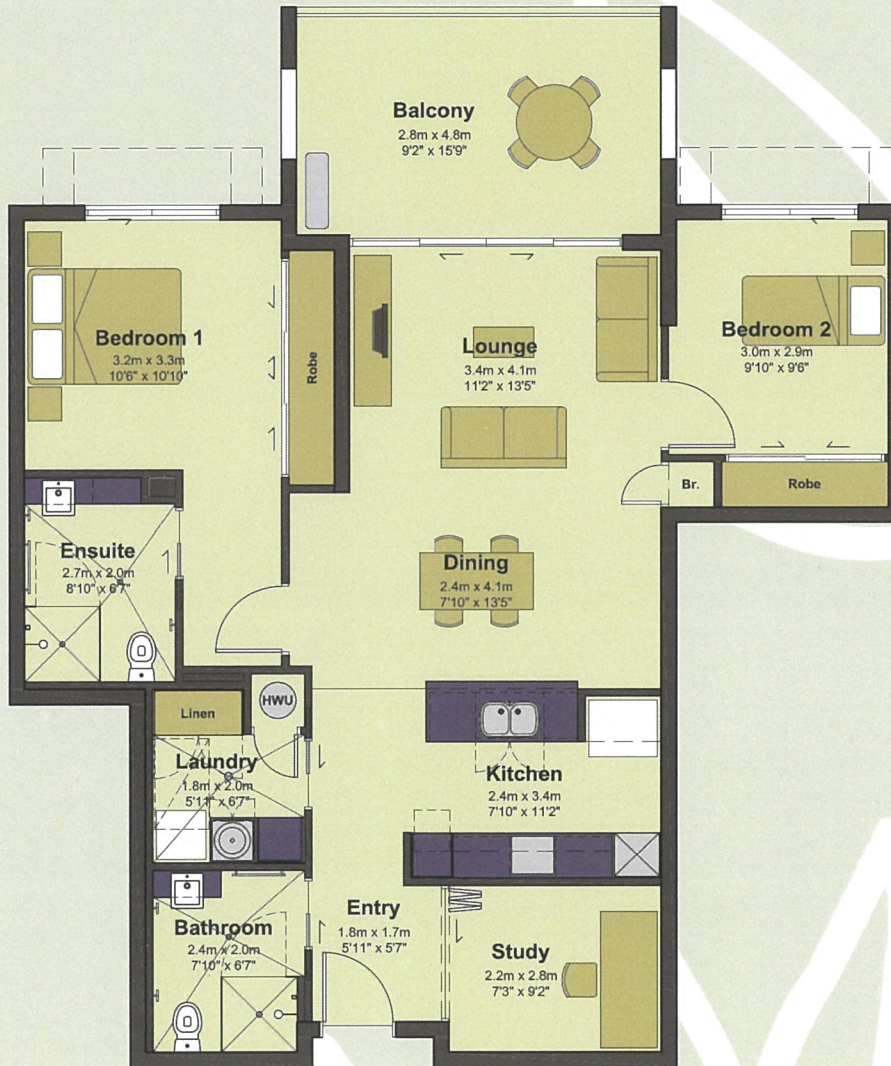 Balcony
2.8m x 4.8m
9'2" x 15'9"
Bedroom 1
3.2m x 3.3m
10'6" x 10'10"
Robe
Lounge
3.4m x 4.1m
11'2" x 13'5"
Bedroom 2
3.0m x 2.9m
9'10" x 9'6"
Br.
Robe
Ensuite
2.7m x 2.0m
8'10" x 6'7"
Dining
2.4m x 4.1m
7'10" x 13'5"
HWU
Linen
Laundry
1.8m x 2.0m
5'11" x 6'7"
Kitchen
2.4m x 3.4m
7'10" x 11'2"
Entry
1.8m x 1.7m
5'11" x 5'7"
Bathroom
2.4m x 2.0m
7'10" x 6'7"
Study
2.2m x 2.8m
7'3" x 9'2"